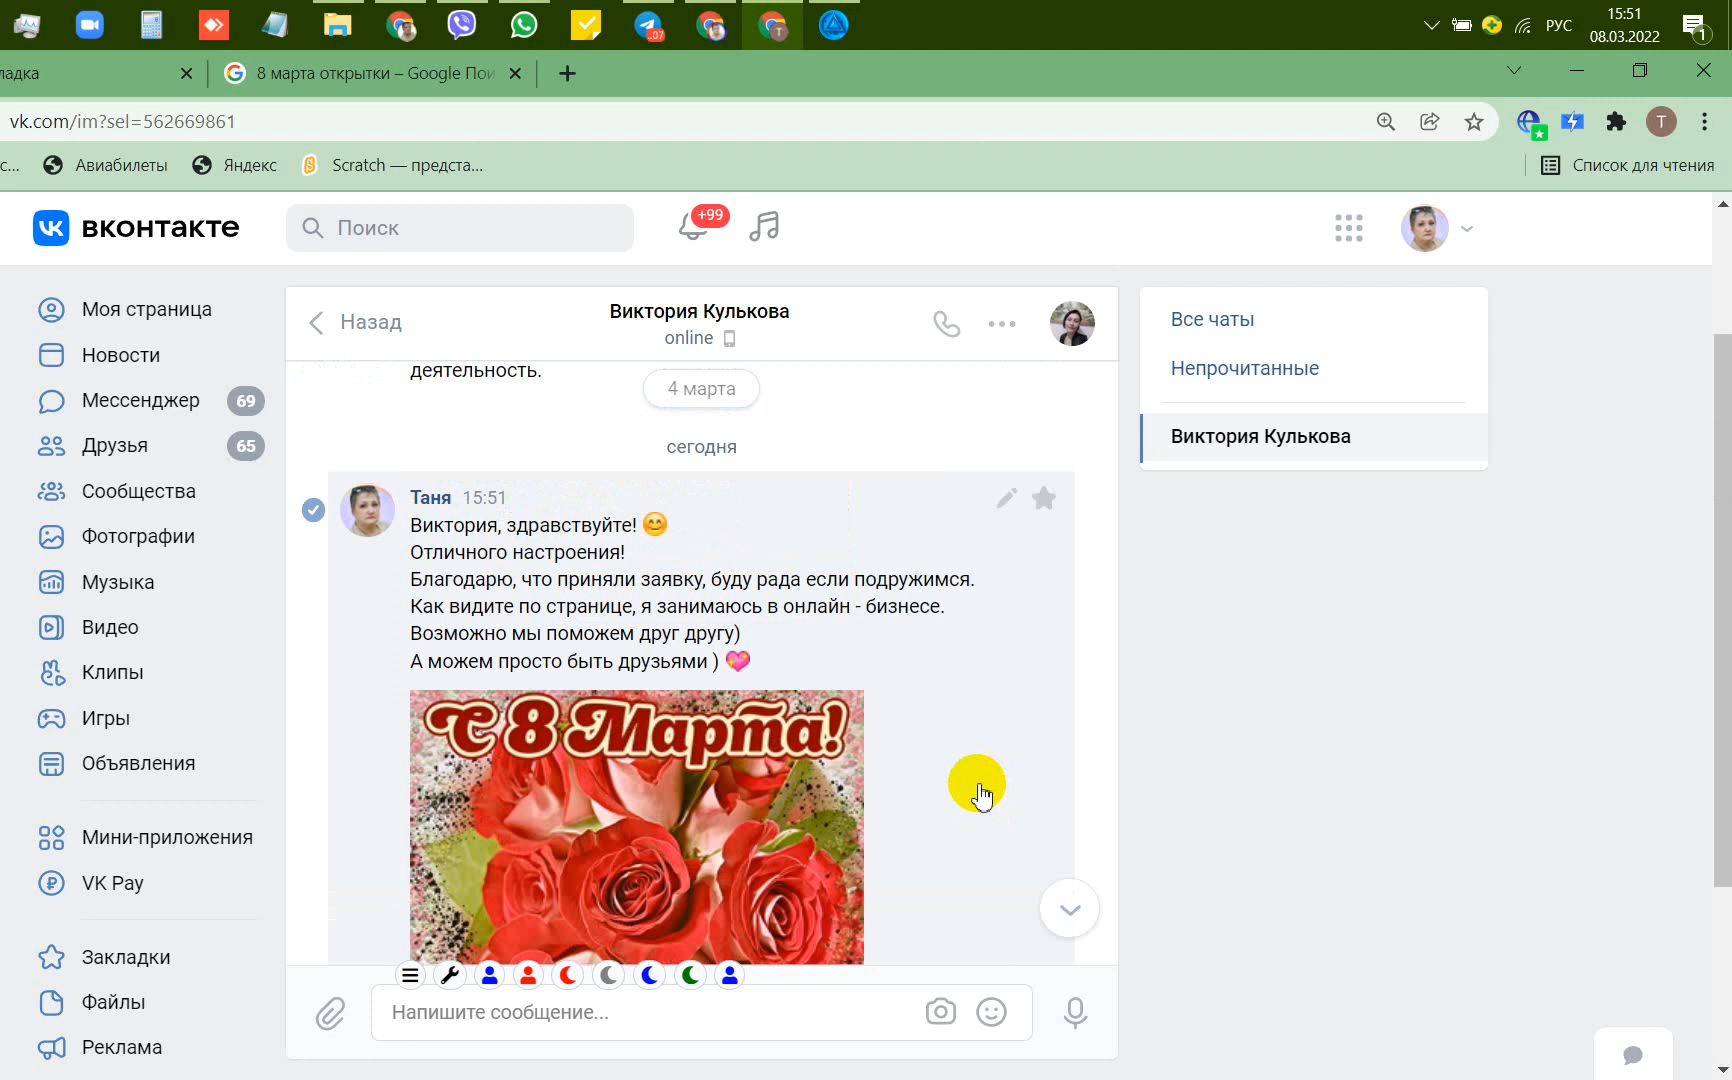 15:51
РУС
08.03.2022
1
..07
ладка
8 марта открытки – Google Пои
vk.com/im?sel=562669861
T
с...
Авиабилеты
Яндекс
Scratch — предста...
Список для чтения
вконтакте
Поиск
+99
Моя страница
Новости
Мессенджер
69
Друзья
65
Сообщества
Фотографии
Музыка
Видео
Клипы
Игры
Объявления
Мини-приложения
VK Pay
Закладки
Файлы
Реклама
Назад
Виктория Кулькова
online
деятельность.
4 марта
сегодня
Таня 15:51
Виктория, здравствуйте! 😊
Отличного настроения!
Благодарю, что приняли заявку, буду рада если подружимся.
Как видите по странице, я занимаюсь в онлайн - бизнесе.
Возможно мы поможем друг другу)
А можем просто быть друзьями ) 💖
С 8 Марта!
Напишите сообщение...
Все чаты
Непрочитанные
Виктория Кулькова